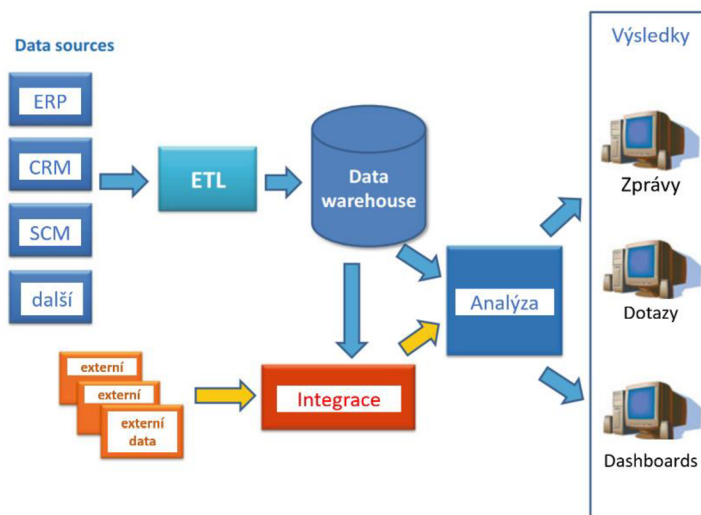 Data sources
ERP
CRM
SCM
další
ETL
Data
warehouse
externí
externí
externí
data
Integrace
Analýza
Výsledky
Zprávy
Dotazy
Dashboards